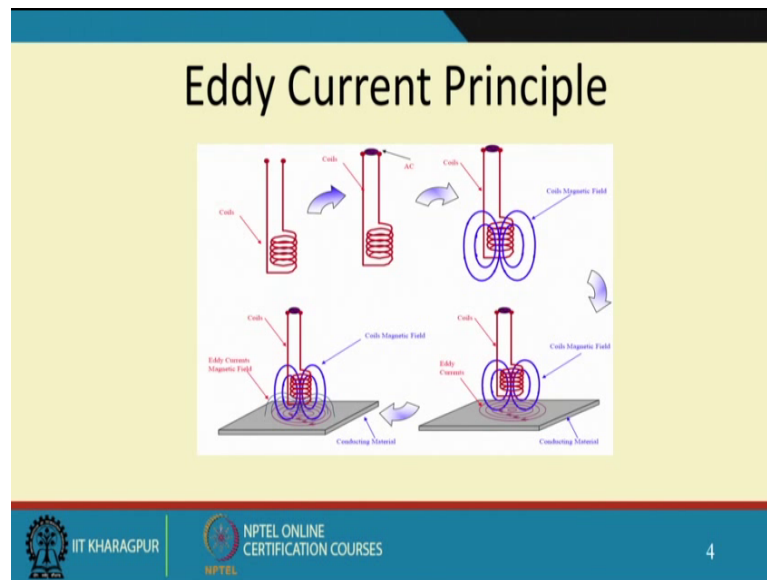 Eddy Current Principle
Coils
Coils
AC
Coils
Coils Magnetic Field
Coils
Coils Magnetic Field
Eddy Currents
Magnetic Field
Conducting Material
Coils
Coils Magnetic Field
Eddy
Currents
Conducting Material
IIT KHARAGPUR
NPTEL
NPTEL ONLINE
CERTIFICATION COURSES
4